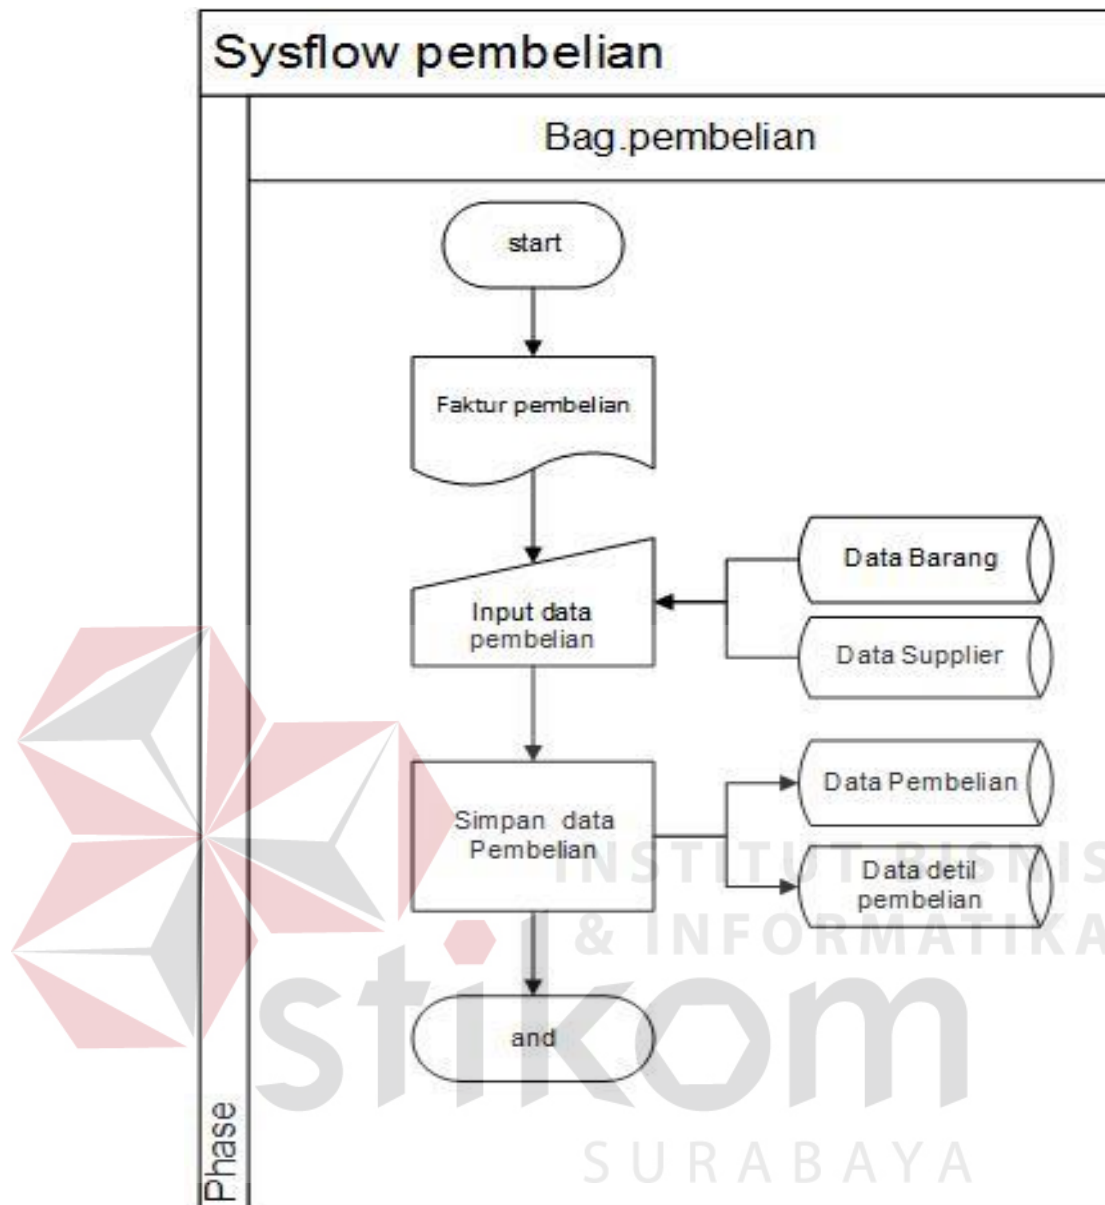 Sysflow pembelian
Bag.pembelian
start
Faktur pembelian
Input data
pembelian
Data Barang
Data Supplier
Simpan data
Pembelian
Data Pembelian
Data detil
pembelian
and
Phase
INSTITUT BISNIS
& INFORMATIKA
stikom
SURABAYA